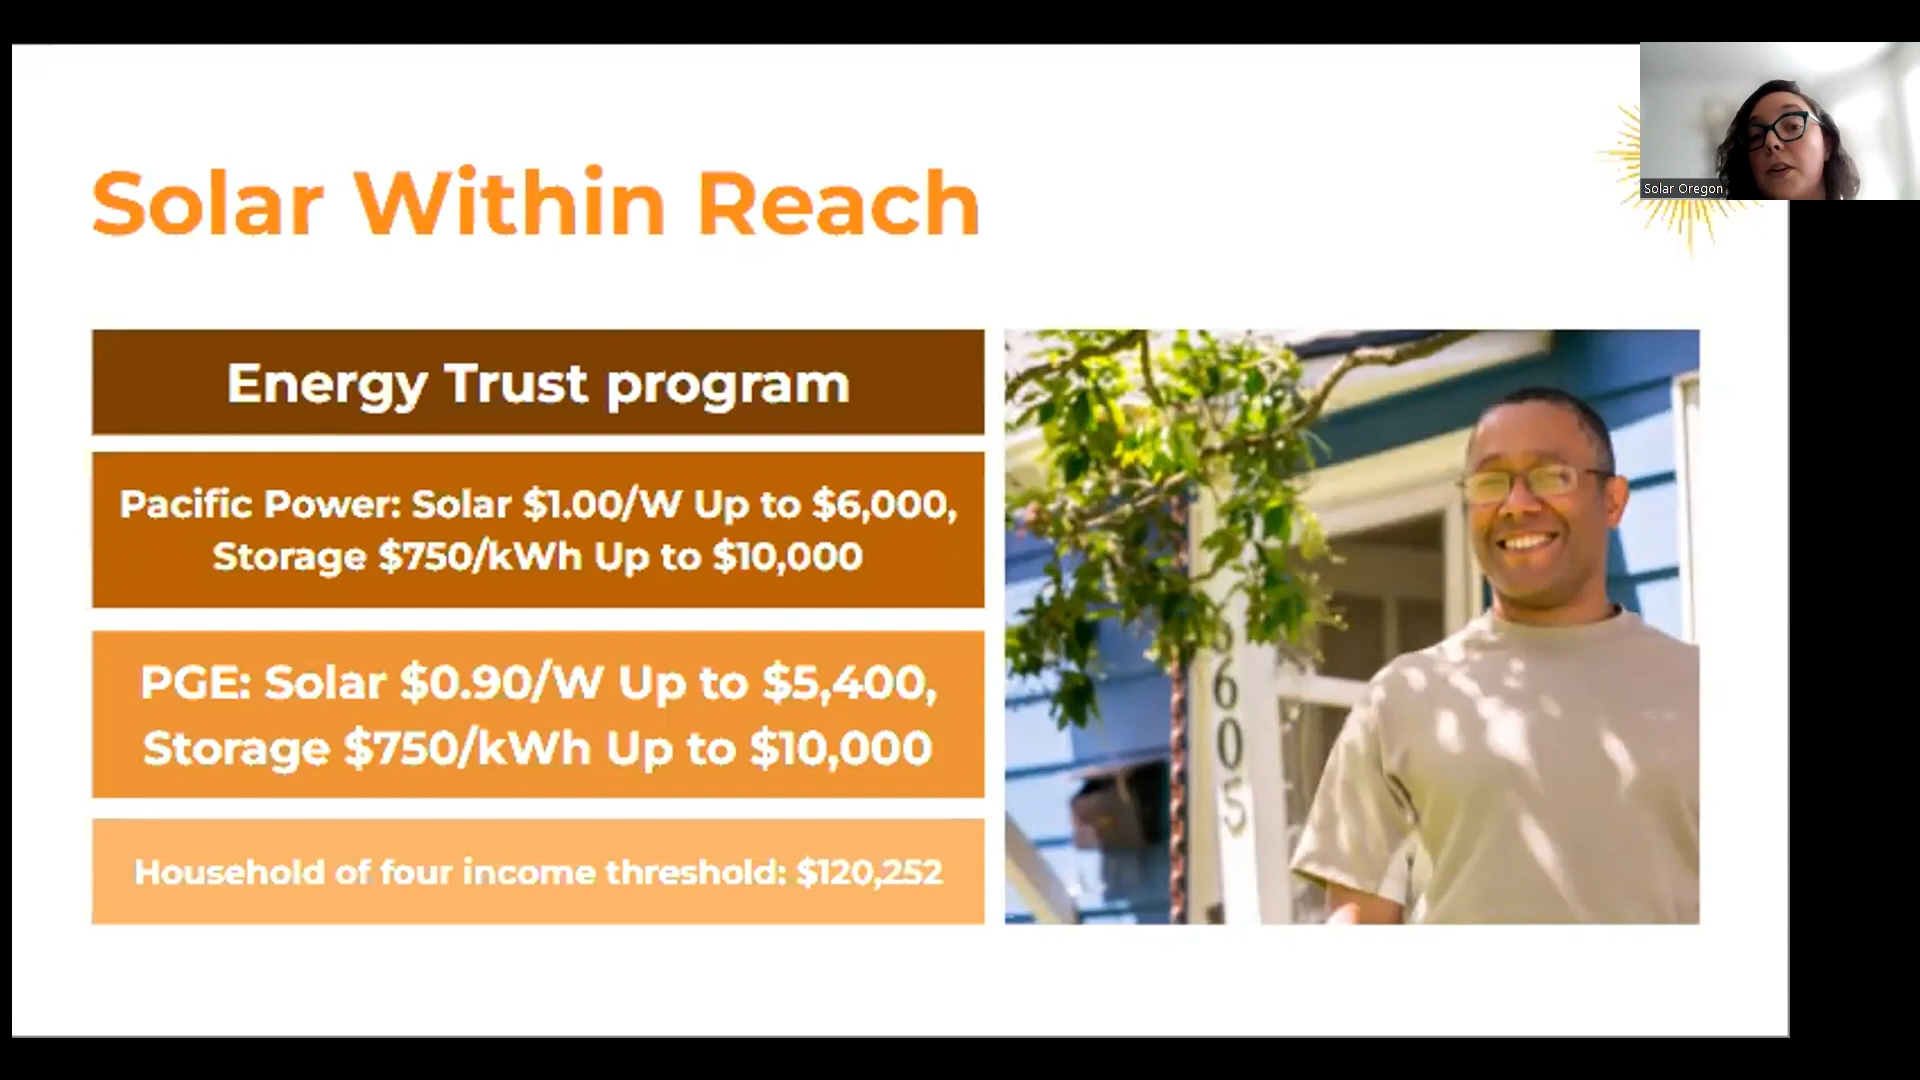 Solar Within Reach
Solar Oregon
Energy Trust program
Pacific Power: Solar $1.00/W Up to $6,000,
Storage $750/kWh Up to $10,000
PGE: Solar $0.90/W Up to $5,400,
Storage $750/kWh Up to $10,000
Household of four income threshold: $120,252
6605